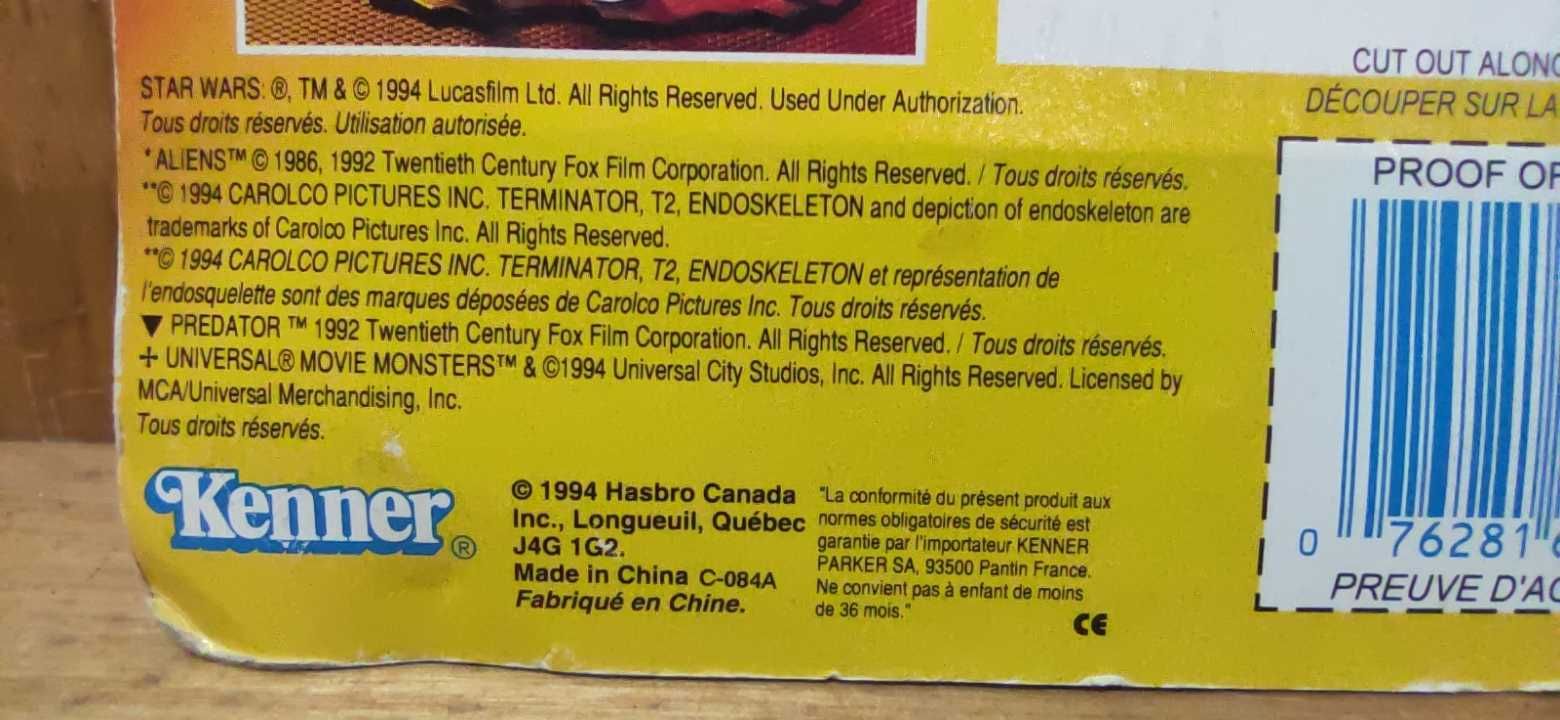 STAR WARS: ®, TM & © 1994 Lucasfilm Ltd. All Rights Reserved. Used Under Authorization.
Tous droits réservés. Utilisation autorisée.
*ALIENS™ © 1986, 1992 Twentieth Century Fox Film Corporation. All Rights Reserved. / Tous droits réservés.
**© 1994 CAROLCO PICTURES INC. TERMINATOR, T2, ENDOSKELETON and depiction of endoskeleton are
trademarks of Carolco Pictures Inc. All Rights Reserved.
**© 1994 CAROLCO PICTURES INC. TERMINATOR, T2, ENDOSKELETON et représentation de
l'endosquelette sont des marques déposées de Carolco Pictures Inc. Tous droits réservés.
▼ PREDATOR ™ 1992 Twentieth Century Fox Film Corporation. All Rights Reserved. / Tous droits réservés.
+ UNIVERSAL® MOVIE MONSTERS™ & ©1994 Universal City Studios, Inc. All Rights Reserved. Licensed by
MCA/Universal Merchandising, Inc.
Tous droits réservés.
Kenner ®
© 1994 Hasbro Canada
Inc., Longueuil, Québec
J4G 1G2.
Made in China C-084A
Fabriqué en Chine.
"La conformité du présent produit aux
normes obligatoires de sécurité est
garantie par l'importateur KENNER
PARKER SA, 93500 Pantin France.
Ne convient pas à enfant de moins
de 36 mois."
CE
CUT OUT ALONG
DÉCOUPER SUR LA
PROOF OF
0 76281 6
PREUVE D'AC